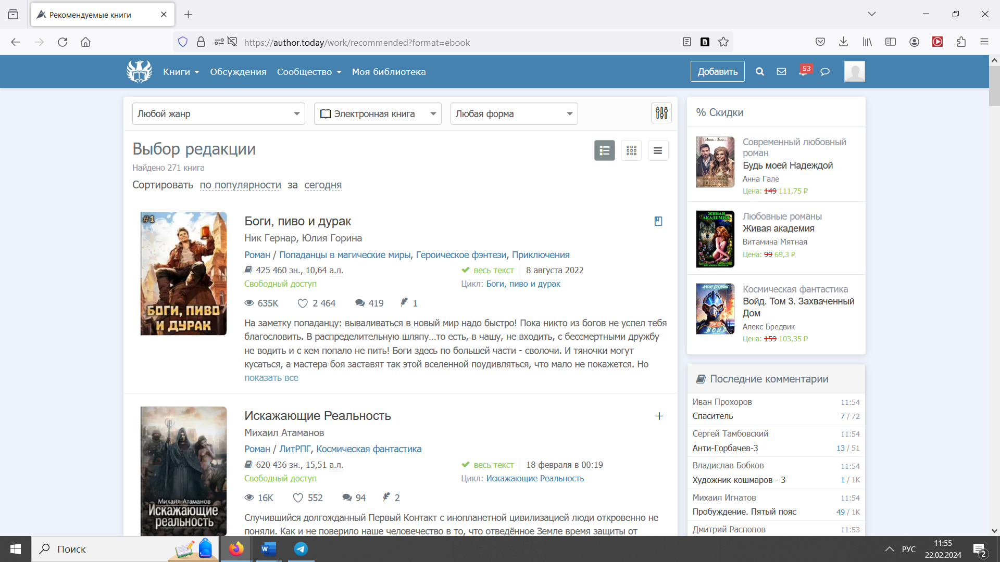 Рекомендуемые книги
https://author.today/work/recommended?format=ebook
Книги
Обсуждения
Сообщество
Моя библиотека
Добавить
53
Любой жанр
Электронная книга
Любая форма
Выбор редакции
Найдено 271 книга
Сортировать по популярности за сегодня
#1
БОГИ, ПИВО
И ДУРАК
Боги, пиво и дурак
Ник Гернар, Юлия Горина
Роман / Попаданцы в магические миры, Героическое фэнтези, Приключения
425 460 зн., 10,64 а.л.
весь текст
8 августа 2022
Свободный доступ
Цикл: Боги, пиво и дурак
635K
2 464
419
1
На заметку попаданцу: вываливаться в новый мир надо быстро! Пока никто из богов не успел тебя
благословить. В распределительную шляпу...то есть, в чашу, не входить, с бессмертными дружбу
не водить и с кем попало не пить! Боги здесь по большей части - сволочи. И тяночки могут
кусаться, а мастера боя заставят так этой вселенной поудивляться, что мало не покажется. Но
показать все
Михаил Атаманов
Искажающие
реальность
Искажающие Реальность
Михаил Атаманов
Роман / ЛитРПГ, Космическая фантастика
620 436 зн., 15,51 а.л.
весь текст
18 февраля в 00:19
Свободный доступ
Цикл: Искажающие Реальность
16K
552
94
2
Случившийся долгожданный Первый Контакт с инопланетной цивилизацией люди откровенно не
поняли. Как и не поверило наше человечество в то, что отведённое Земле время защиты от
% Скидки
Анна Гале
БУДЬ МОЕЙ
НАДЕЖДОЙ
Современный любовный
роман
Будь моей Надеждой
Анна Гале
Цена: 149 111,75 ₽
ЖИВАЯ
АКАДЕМИЯ
ВИТАМИНА МЯТНАЯ
Любовные романы
Живая академия
Витамина Мятная
Цена: 99 69,3 ₽
АЛЕКС БРЕДВИК
ТОМ III
ВОЙД
Космическая фантастика
Войд. Том 3. Захваченный
Дом
Алекс Бредвик
Цена: 159 103,35 ₽
Последние комментарии
Иван Прохоров 11:54
Спаситель 7 / 72
Сергей Тамбовский 11:54
Анти-Горбачев-3 13 / 51
Владислав Бобков 11:54
Художник кошмаров - 3 1 / 1K
Михаил Игнатов 11:54
Пробуждение. Пятый пояс 49 / 1K
Дмитрий Распопов 11:53
Поиск
РУС
11:55
22.02.2024
2